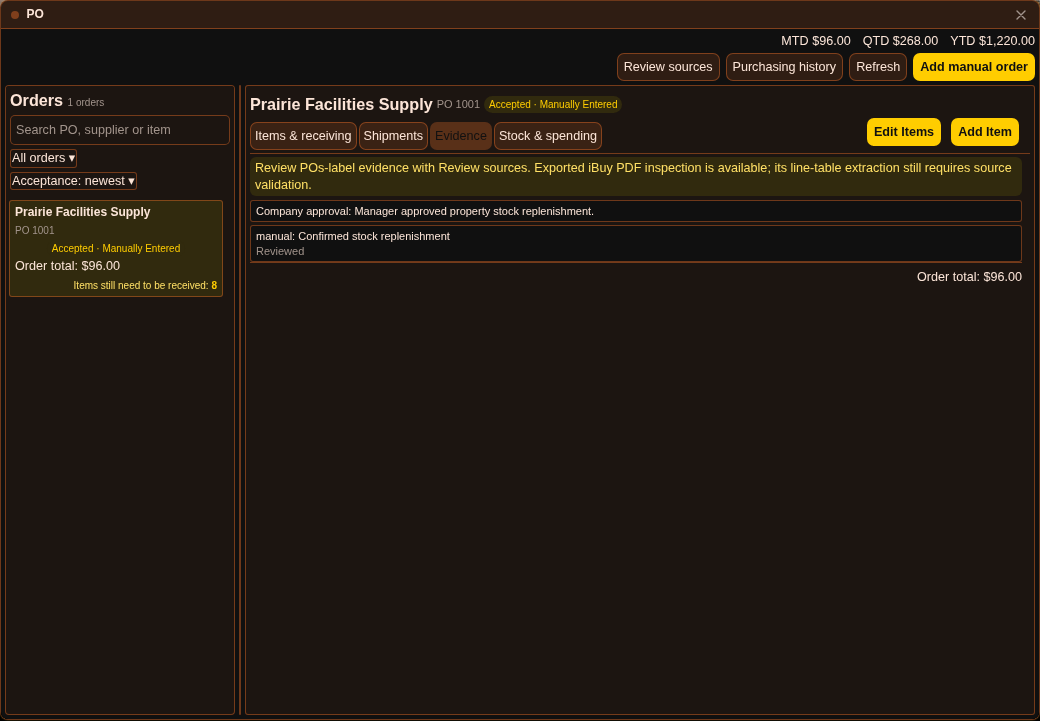 PO
MTD $96.00 QTD $268.00 YTD $1,220.00
Review sources Purchasing history Refresh Add manual order
Orders 1 orders
Search PO, supplier or item
All orders ▾
Acceptance: newest ▾
Prairie Facilities Supply
PO 1001
Accepted · Manually Entered
Order total: $96.00
Items still need to be received: 8
Prairie Facilities Supply PO 1001 Accepted · Manually Entered
Items & receiving Shipments Evidence Stock & spending Edit Items Add Item
Review POs-label evidence with Review sources. Exported iBuy PDF inspection is available; its line-table extraction still requires source
validation.
Company approval: Manager approved property stock replenishment.
manual: Confirmed stock replenishment
Reviewed
Order total: $96.00